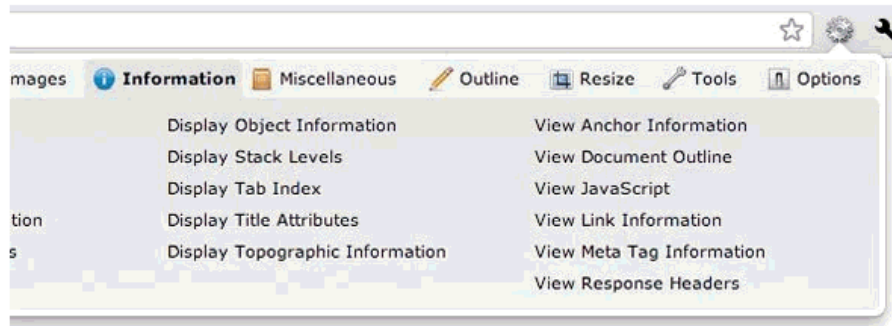 mages Information Miscellaneous Outline Resize Tools Options
Display Object Information View Anchor Information
Display Stack Levels View Document Outline
Display Tab Index View JavaScript
tion Display Title Attributes View Link Information
s Display Topographic Information View Meta Tag Information
View Response Headers